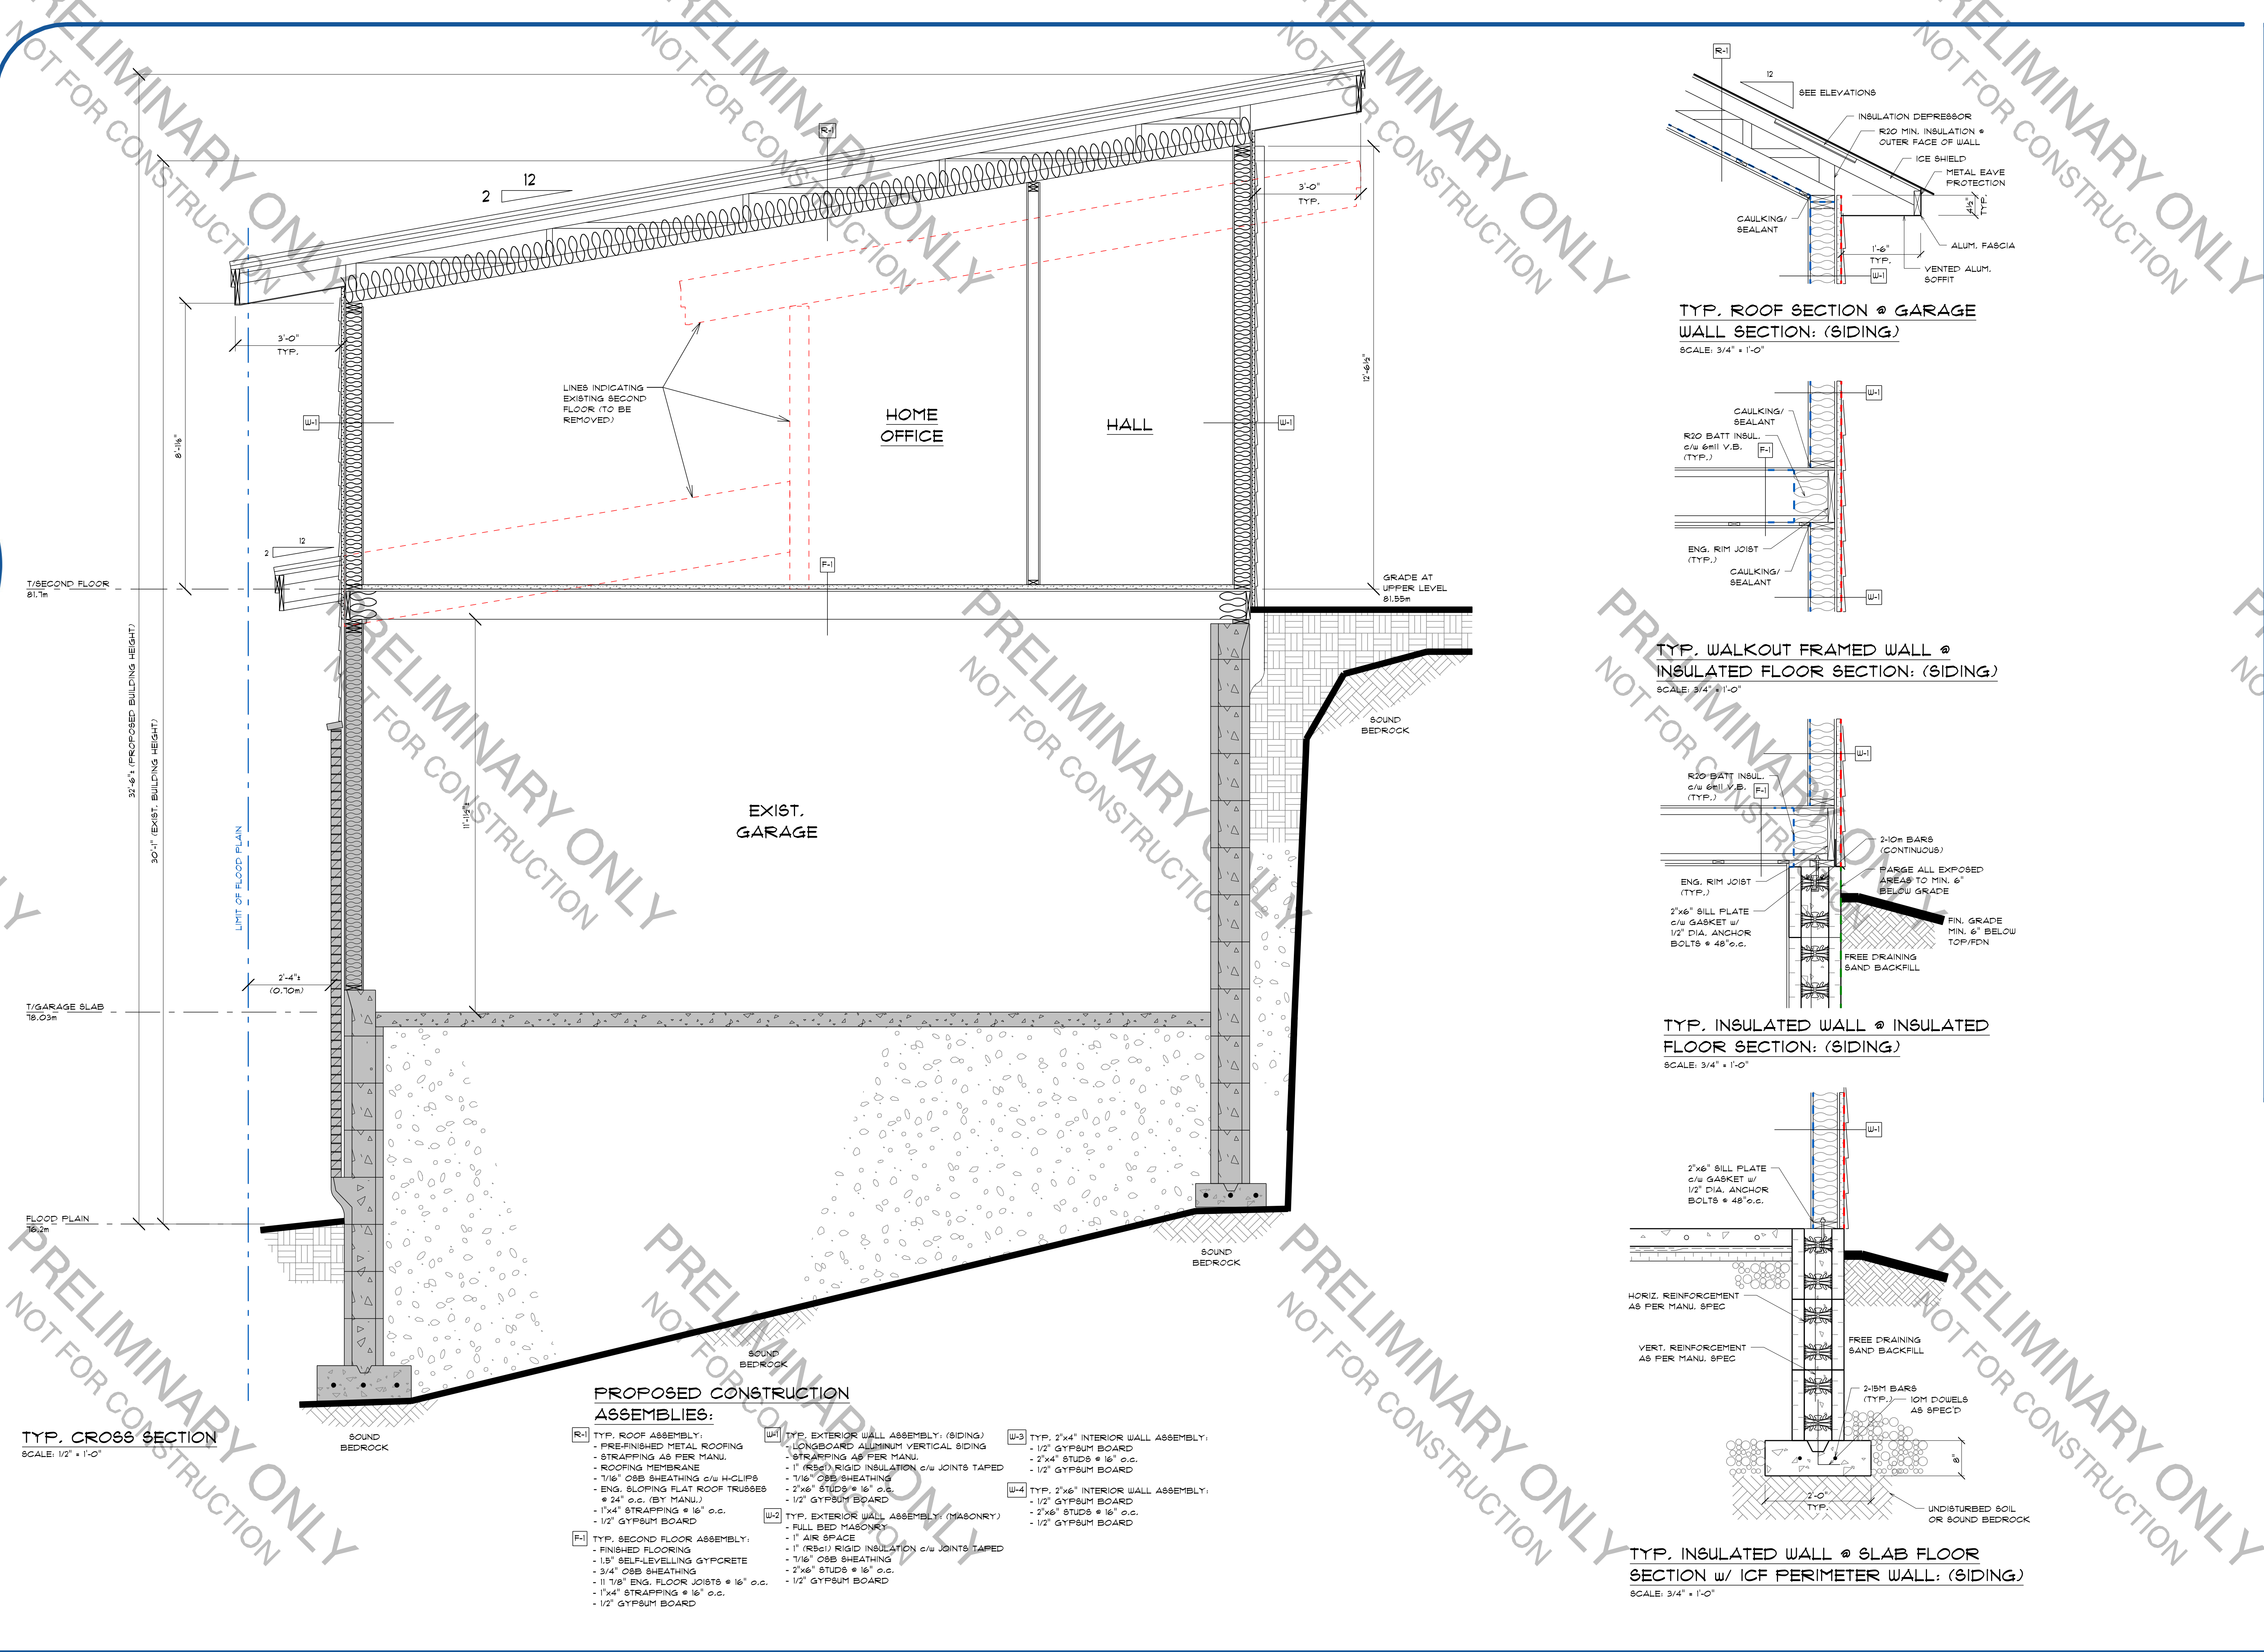 PRELIMINARY ONLY
NOT FOR CONSTRUCTION
R-1
12
2
3'-0"
TYP.
3'-0"
TYP.
8'-1⅛"
12'-6½"
W-1
W-1
LINES INDICATING
EXISTING SECOND
FLOOR (TO BE
REMOVED)
HOME
OFFICE
HALL
12
2
F-1
T/SECOND FLOOR
81.7m
GRADE AT
UPPER LEVEL
81.55m
32'-6"± (PROPOSED BUILDING HEIGHT)
30'-1" (EXIST. BUILDING HEIGHT)
LIMIT OF FLOOD PLAIN
SOUND
BEDROCK
EXIST.
GARAGE
2'-4"±
(0.70m)
T/GARAGE SLAB
78.03m
FLOOD PLAIN
76.2m
SOUND
BEDROCK
SOUND
BEDROCK
SOUND
BEDROCK
TYP. CROSS SECTION
SCALE: 1/2" = 1'-0"
PROPOSED CONSTRUCTION
ASSEMBLIES:
R-1 TYP. ROOF ASSEMBLY:
- PRE-FINISHED METAL ROOFING
- STRAPPING AS PER MANU.
- ROOFING MEMBRANE
- 7/16" OSB SHEATHING c/w H-CLIPS
- ENG. SLOPING FLAT ROOF TRUSSES
@ 24" o.c. (BY MANU.)
- 1"x4" STRAPPING @ 16" o.c.
- 1/2" GYPSUM BOARD
F-1 TYP. SECOND FLOOR ASSEMBLY:
- FINISHED FLOORING
- 1.5" SELF-LEVELLING GYPCRETE
- 3/4" OSB SHEATHING
- 11 7/8" ENG. FLOOR JOISTS @ 16" o.c.
- 1"x4" STRAPPING @ 16" o.c.
- 1/2" GYPSUM BOARD
W-1 TYP. EXTERIOR WALL ASSEMBLY: (SIDING)
- LONGBOARD ALUMINUM VERTICAL SIDING
- STRAPPING AS PER MANU.
- 1" (R5ci) RIGID INSULATION c/w JOINTS TAPED
- 7/16" OSB SHEATHING
- 2"x6" STUDS @ 16" o.c.
- 1/2" GYPSUM BOARD
W-2 TYP. EXTERIOR WALL ASSEMBLY: (MASONRY)
- FULL BED MASONRY
- 1" AIR SPACE
- 1" (R5ci) RIGID INSULATION c/w JOINTS TAPED
- 7/16" OSB SHEATHING
- 2"x6" STUDS @ 16" o.c.
- 1/2" GYPSUM BOARD
W-3 TYP. 2"x4" INTERIOR WALL ASSEMBLY:
- 1/2" GYPSUM BOARD
- 2"x4" STUDS @ 16" o.c.
- 1/2" GYPSUM BOARD
W-4 TYP. 2"x6" INTERIOR WALL ASSEMBLY:
- 1/2" GYPSUM BOARD
- 2"x6" STUDS @ 16" o.c.
- 1/2" GYPSUM BOARD
R-1
12
SEE ELEVATIONS
INSULATION DEPRESSOR
R20 MIN. INSULATION @
OUTER FACE OF WALL
ICE SHIELD
METAL EAVE
PROTECTION
4½"
TYP.
CAULKING/
SEALANT
1'-6"
TYP.
ALUM. FASCIA
VENTED ALUM.
SOFFIT
W-1
TYP. ROOF SECTION @ GARAGE
WALL SECTION: (SIDING)
SCALE: 3/4" = 1'-0"
W-1
CAULKING/
SEALANT
R20 BATT INSUL.
c/w 6mil V.B.
(TYP.)
F-1
ENG. RIM JOIST
(TYP.)
CAULKING/
SEALANT
W-1
TYP. WALKOUT FRAMED WALL @
INSULATED FLOOR SECTION: (SIDING)
SCALE: 3/4" = 1'-0"
W-1
R20 BATT INSUL.
c/w 6mil V.B.
(TYP.)
F-1
2-10m BARS
(CONTINUOUS)
PARGE ALL EXPOSED
AREAS TO MIN. 6"
BELOW GRADE
ENG. RIM JOIST
(TYP.)
2"x6" SILL PLATE
c/w GASKET w/
1/2" DIA. ANCHOR
BOLTS @ 48"o.c.
FIN. GRADE
MIN. 6" BELOW
TOP/FDN
FREE DRAINING
SAND BACKFILL
TYP. INSULATED WALL @ INSULATED
FLOOR SECTION: (SIDING)
SCALE: 3/4" = 1'-0"
W-1
2"x6" SILL PLATE
c/w GASKET w/
1/2" DIA. ANCHOR
BOLTS @ 48"o.c.
HORIZ. REINFORCEMENT
AS PER MANU. SPEC
FREE DRAINING
SAND BACKFILL
VERT. REINFORCEMENT
AS PER MANU. SPEC
2-15M BARS
(TYP.)
10M DOWELS
AS SPEC'D
8"
2'-0"
TYP.
UNDISTURBED SOIL
OR SOUND BEDROCK
TYP. INSULATED WALL @ SLAB FLOOR
SECTION w/ ICF PERIMETER WALL: (SIDING)
SCALE: 3/4" = 1'-0"